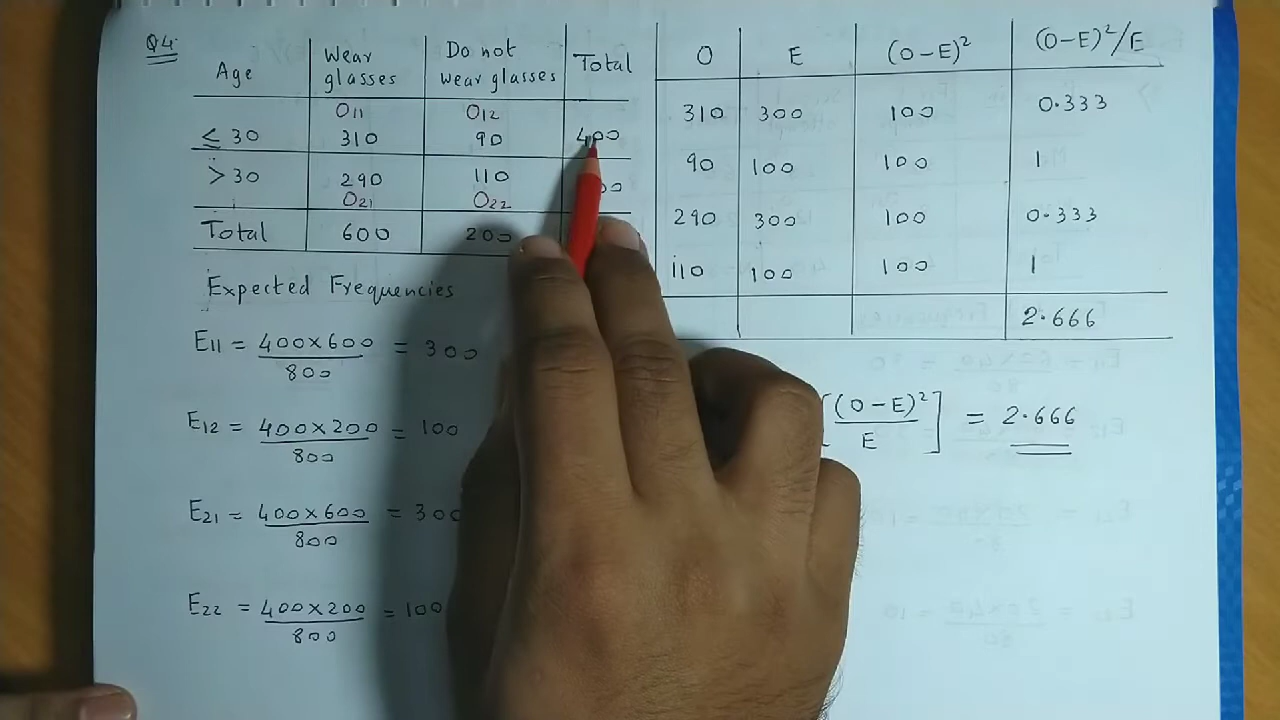 Q4.
Age Wear glasses Do not wear glasses Total
O11 O12
≤ 30 310 90 400
> 30 290 110
O21 O22
Total 600 200
Expected Frequencies
E11 = 400×600 / 800 = 300
E12 = 400×200 / 800 = 100
E21 = 400×600 / 800 = 300
E22 = 400×200 / 800 = 100
O E (O−E)² (O−E)²/E
310 300 100 0.333
90 100 100 1
290 300 100 0.333
110 100 100 1
2.666
[(O−E)² / E] = 2.666